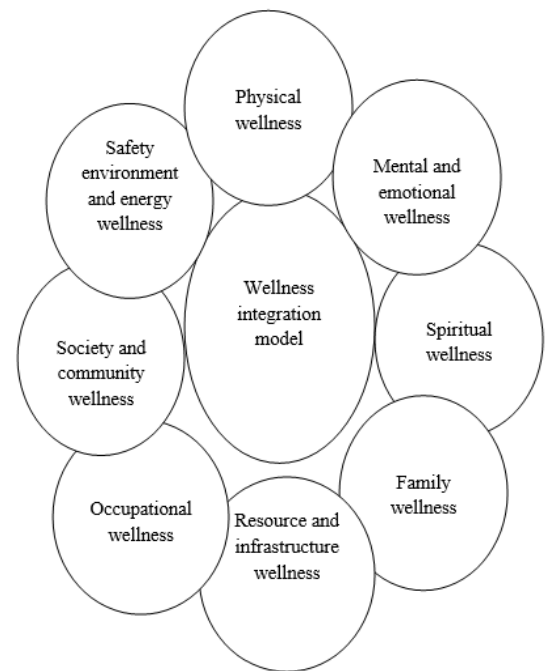 Physical
wellness
Mental and
emotional
wellness
Spiritual
wellness
Family
wellness
Resource and
infrastructure
wellness
Occupational
wellness
Society and
community
wellness
Safety
environment
and energy
wellness
Wellness
integration
model